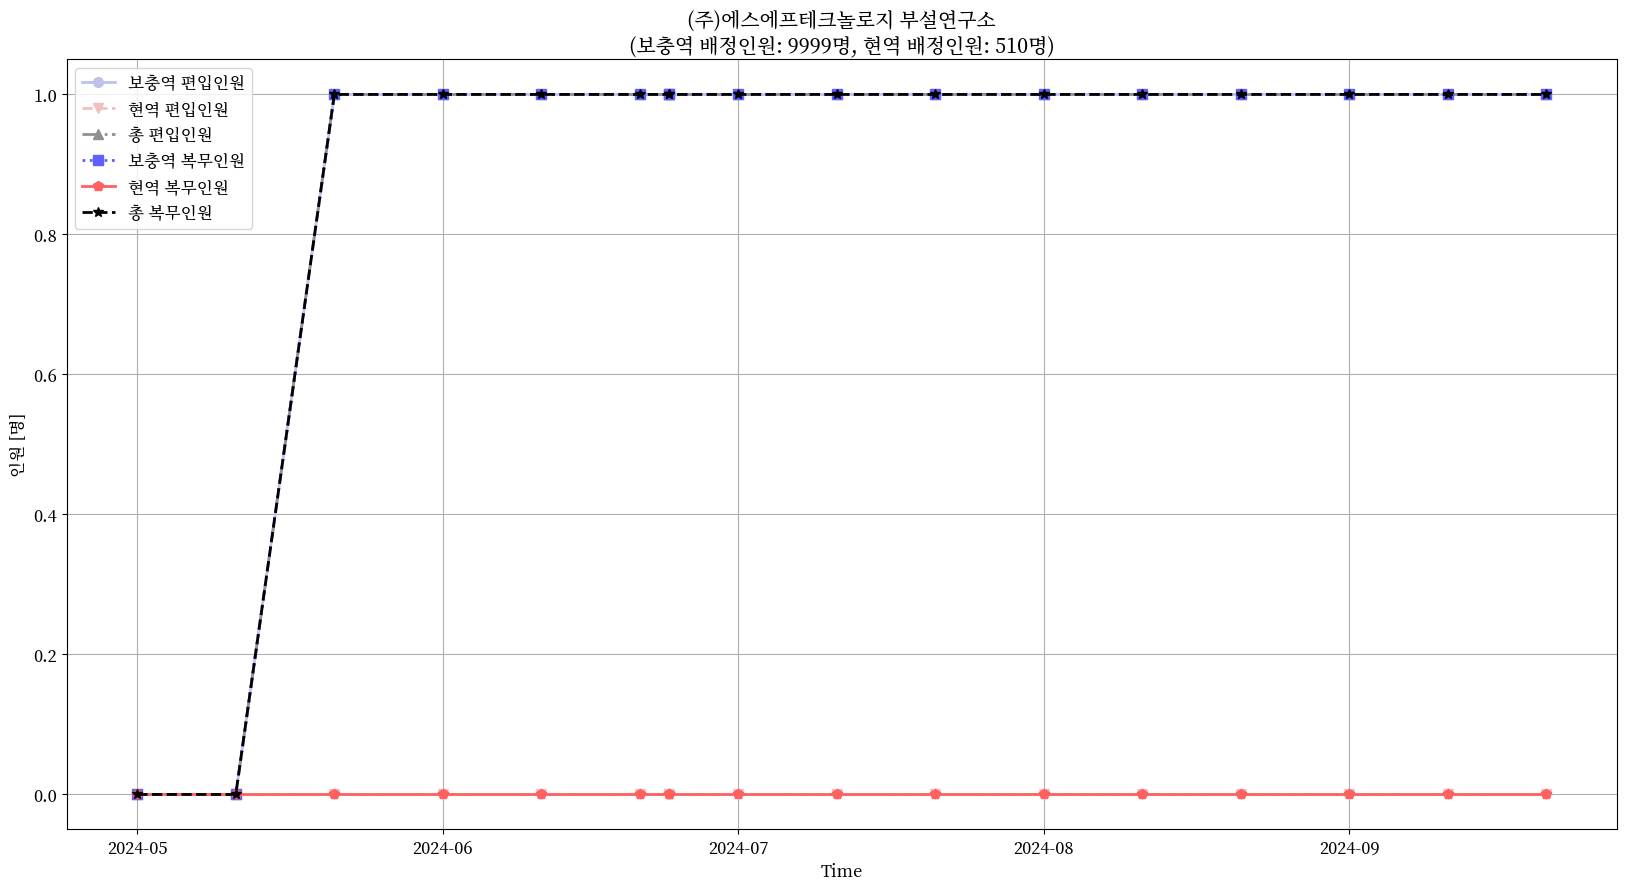 (주)에스에프테크놀로지 부설연구소
(보충역 배정인원: 9999명, 현역 배정인원: 510명)
보충역 편입인원
현역 편입인원
총 편입인원
보충역 복무인원
현역 복무인원
총 복무인원
1.0
0.8
0.6
0.4
0.2
0.0
인원 [명]
2024-05
2024-06
2024-07
2024-08
2024-09
Time